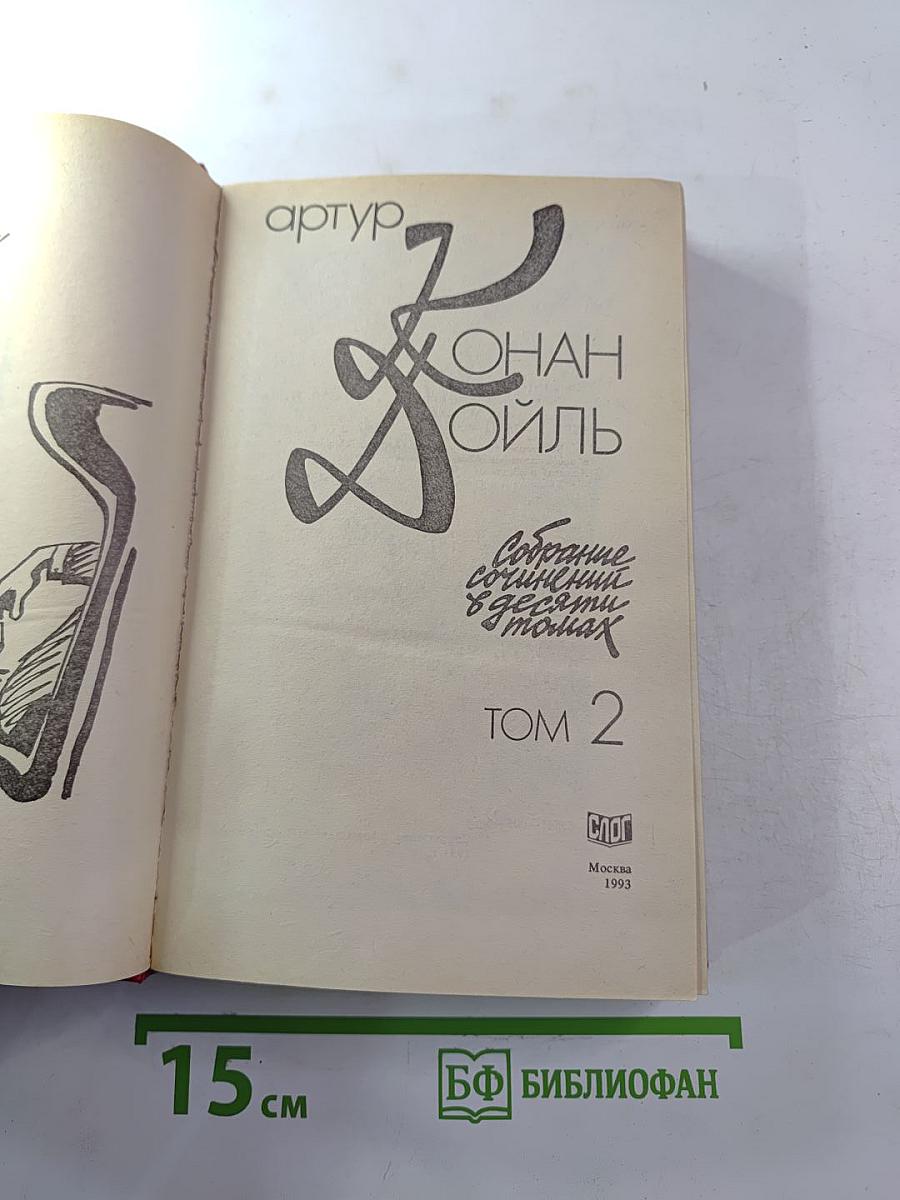 артур
Конан
Дойль
Собрание
сочинений
в десяти
томах
том 2
СЛОГ
Москва
1993
15 см
БФ БИБЛИОФАН